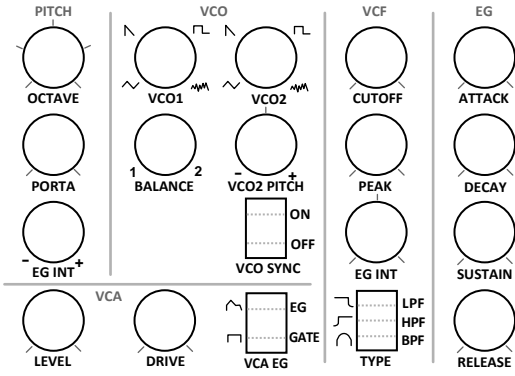 PITCH VCO VCF EG
OCTAVE VCO1 VCO2 CUTOFF ATTACK
1 2 - +
PORTA BALANCE VCO2 PITCH PEAK DECAY
ON
OFF
- +
EG INT VCO SYNC EG INT SUSTAIN
VCA
EG LPF
HPF
GATE BPF
LEVEL DRIVE VCA EG TYPE RELEASE